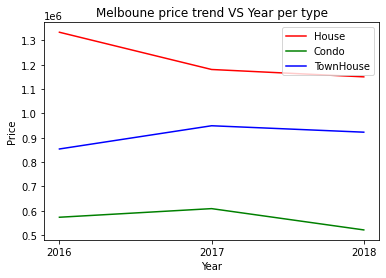 Melboune price trend VS Year per type
1e6
House
Condo
TownHouse
1.3
1.2
1.1
1.0
0.9
0.8
0.7
0.6
0.5
Price
2016
2017
2018
Year